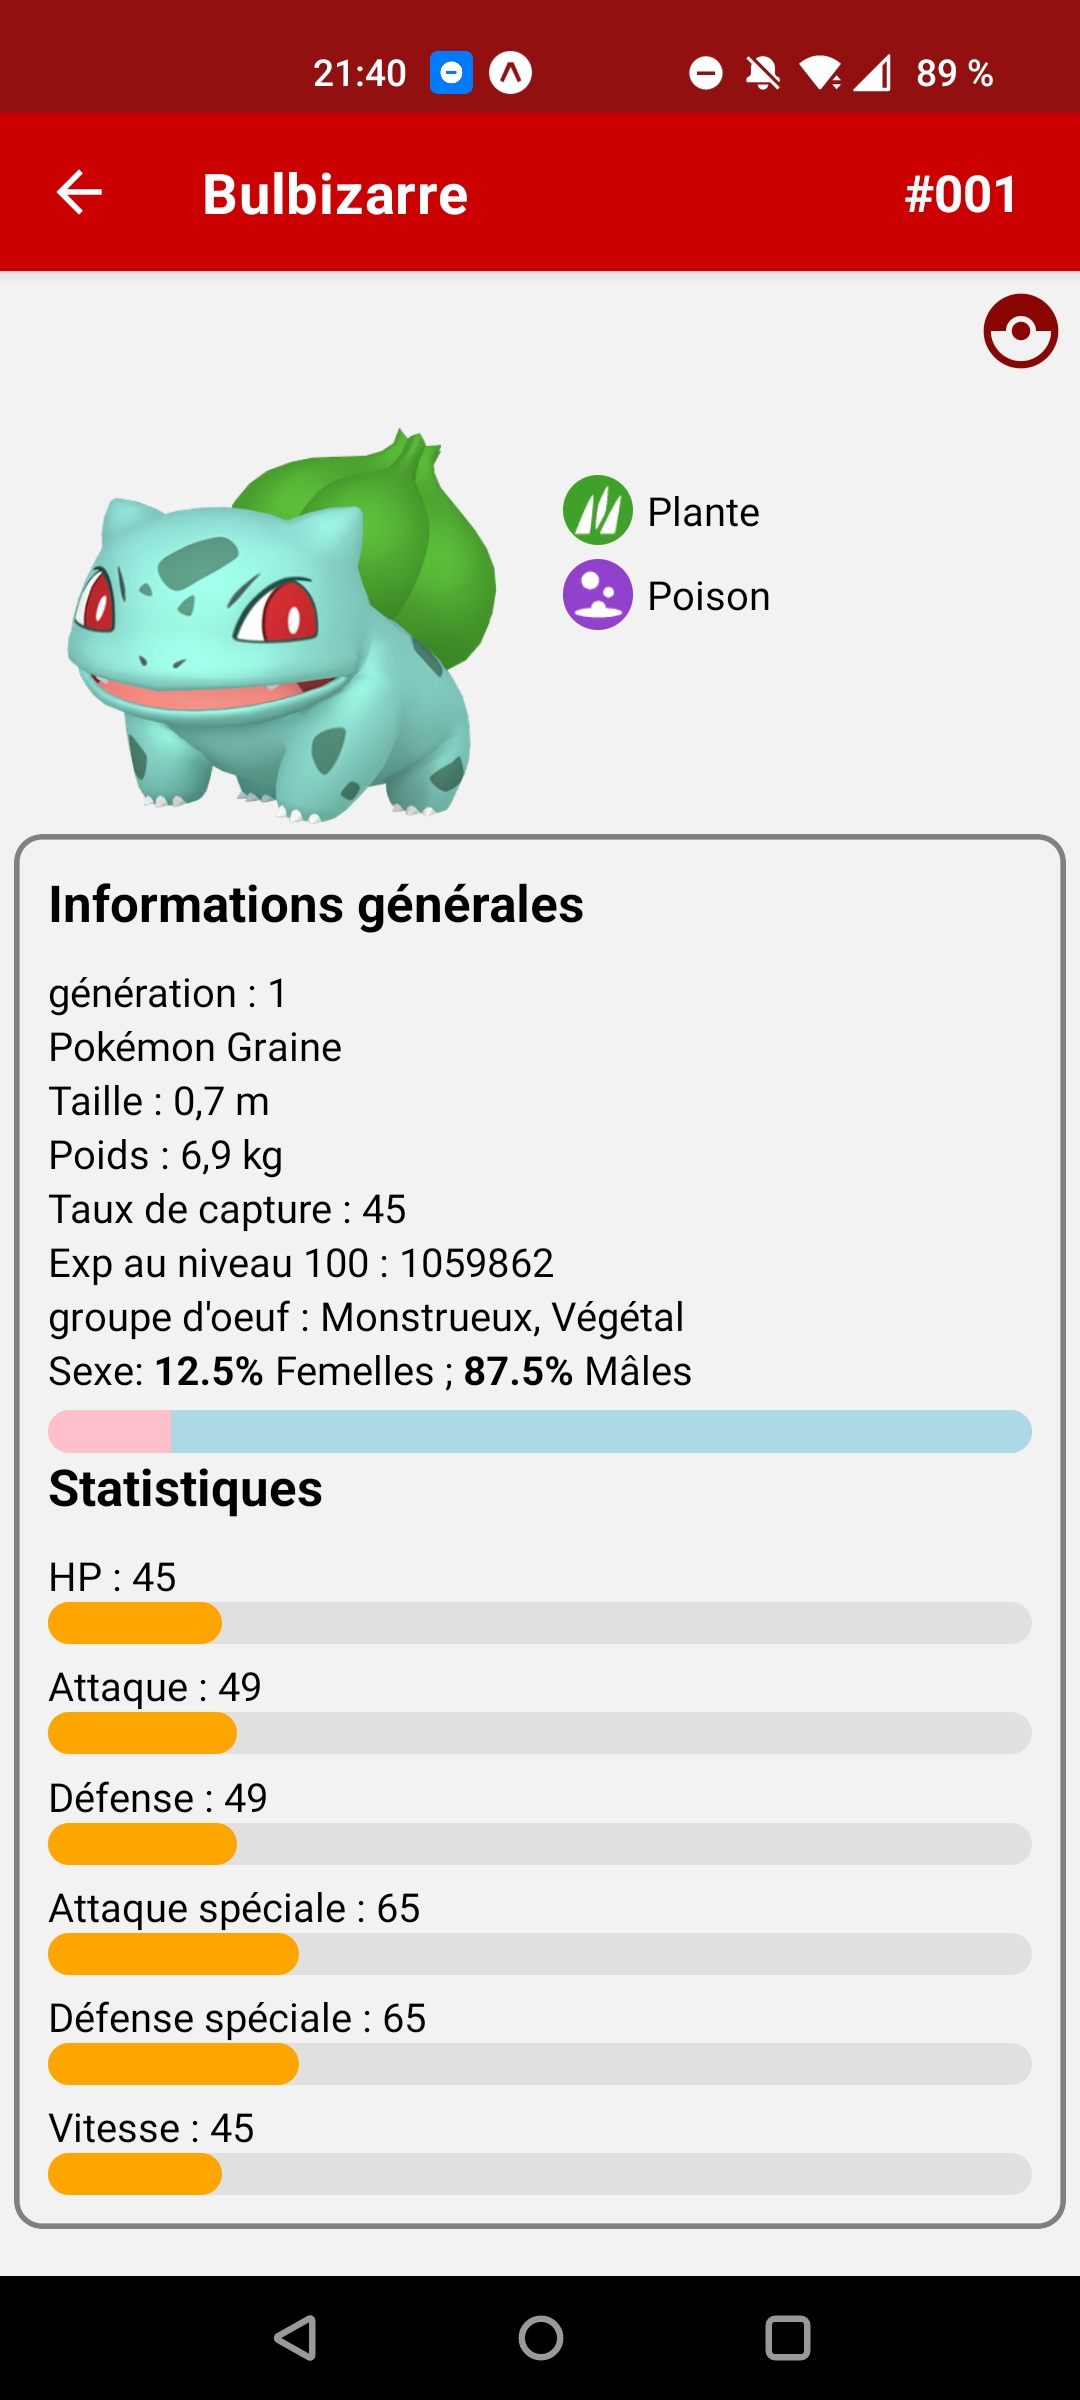 21:40
89 %
Bulbizarre
#001
Plante
Poison
Informations générales
génération : 1
Pokémon Graine
Taille : 0,7 m
Poids : 6,9 kg
Taux de capture : 45
Exp au niveau 100 : 1059862
groupe d'oeuf : Monstrueux, Végétal
Sexe: 12.5% Femelles ; 87.5% Mâles
Statistiques
HP : 45
Attaque : 49
Défense : 49
Attaque spéciale : 65
Défense spéciale : 65
Vitesse : 45